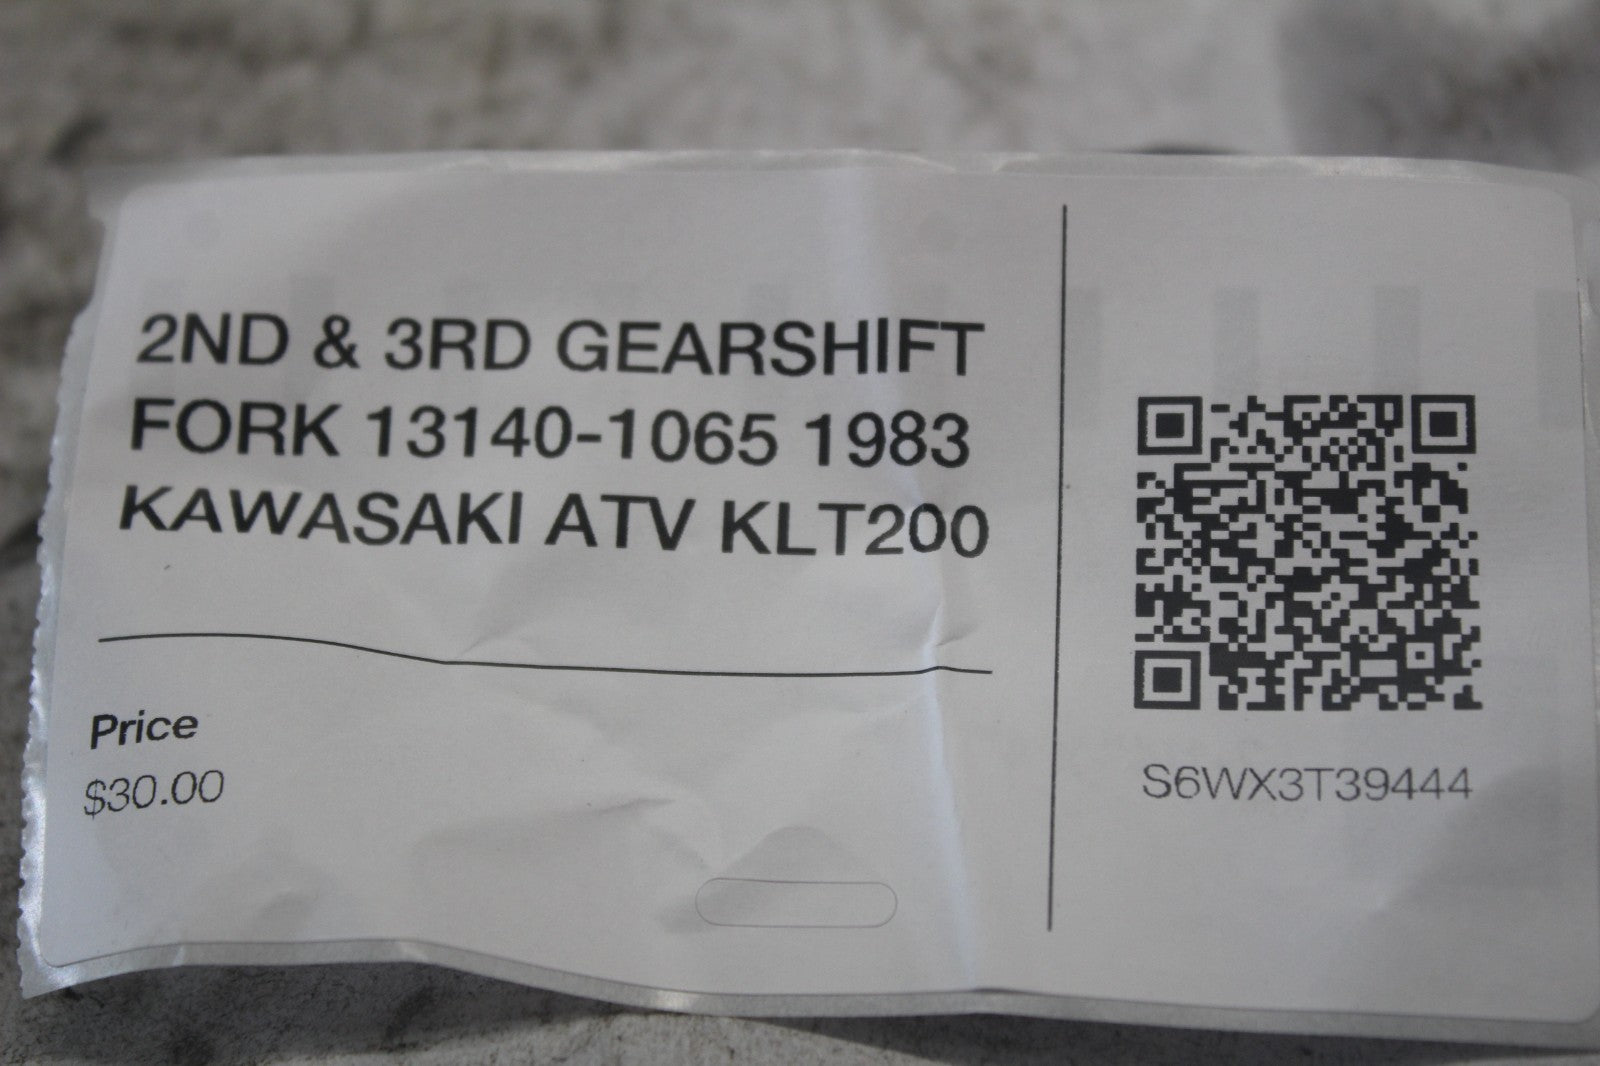 2ND & 3RD GEARSHIFT
FORK 13140-1065 1983
KAWASAKI ATV KLT200
Price
$30.00
S6WX3T39444